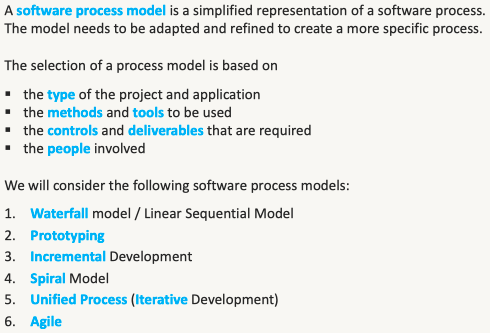 A software process model is a simplified representation of a software process.
The model needs to be adapted and refined to create a more specific process.
The selection of a process model is based on
▪ the type of the project and application
▪ the methods and tools to be used
▪ the controls and deliverables that are required
▪ the people involved
We will consider the following software process models:
1. Waterfall model / Linear Sequential Model
2. Prototyping
3. Incremental Development
4. Spiral Model
5. Unified Process (Iterative Development)
6. Agile